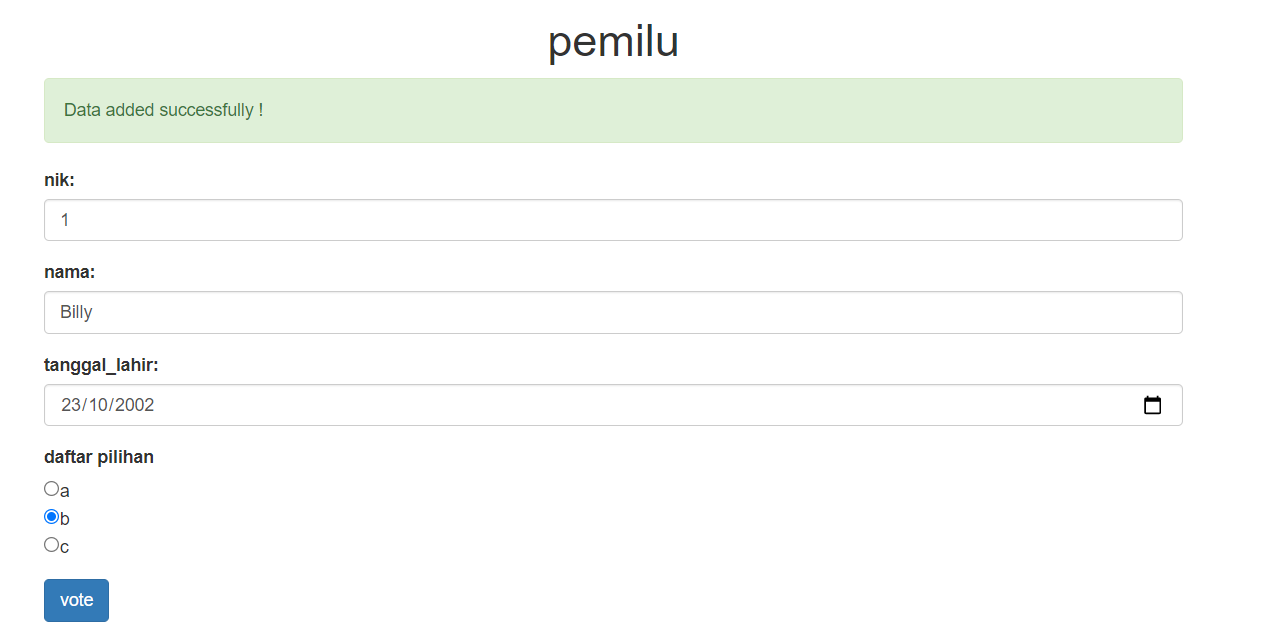 pemilu
Data added successfully !
nik:
1
nama:
Billy
tanggal_lahir:
23/10/2002
daftar pilihan
a
b
c
vote